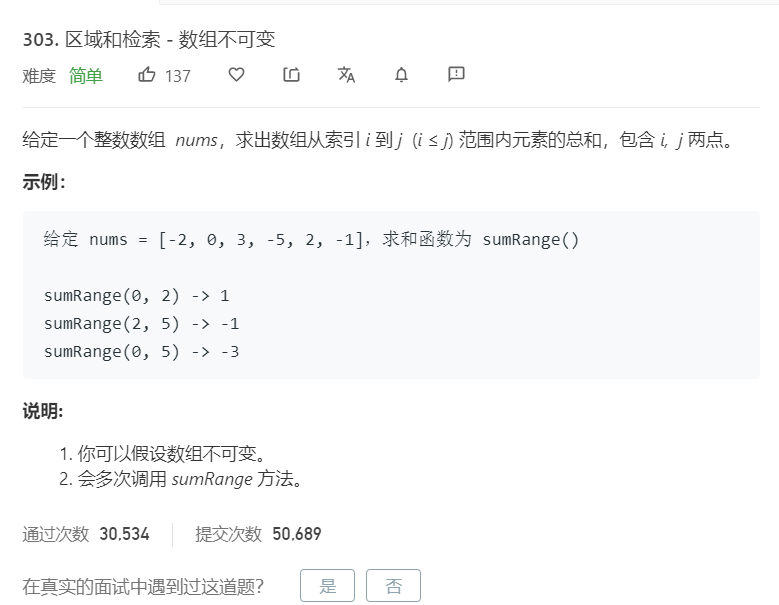 303. 区域和检索 - 数组不可变
难度 简单 137
给定一个整数数组 nums，求出数组从索引 i 到 j (i ≤ j) 范围内元素的总和，包含 i, j 两点。
示例：
给定 nums = [-2, 0, 3, -5, 2, -1]，求和函数为 sumRange()
sumRange(0, 2) -> 1
sumRange(2, 5) -> -1
sumRange(0, 5) -> -3
说明:
1. 你可以假设数组不可变。
2. 会多次调用 sumRange 方法。
通过次数 30,534 提交次数 50,689
在真实的面试中遇到过这道题？ 是 否